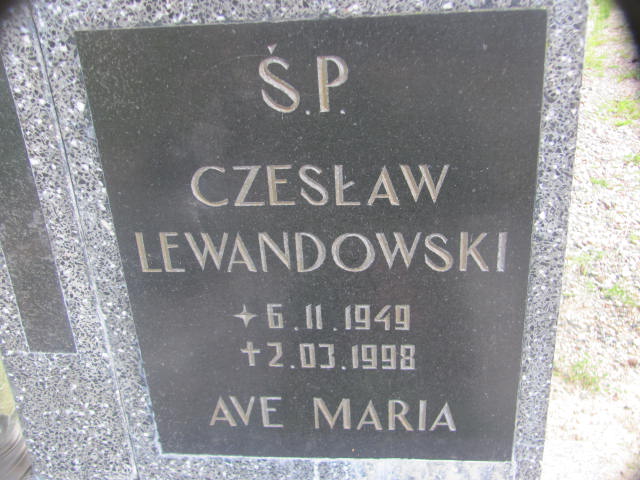 Ś.P.
CZESŁAW
LEWANDOWSKI
✦ 6.11.1949
✝ 2.03.1998
AVE MARIA